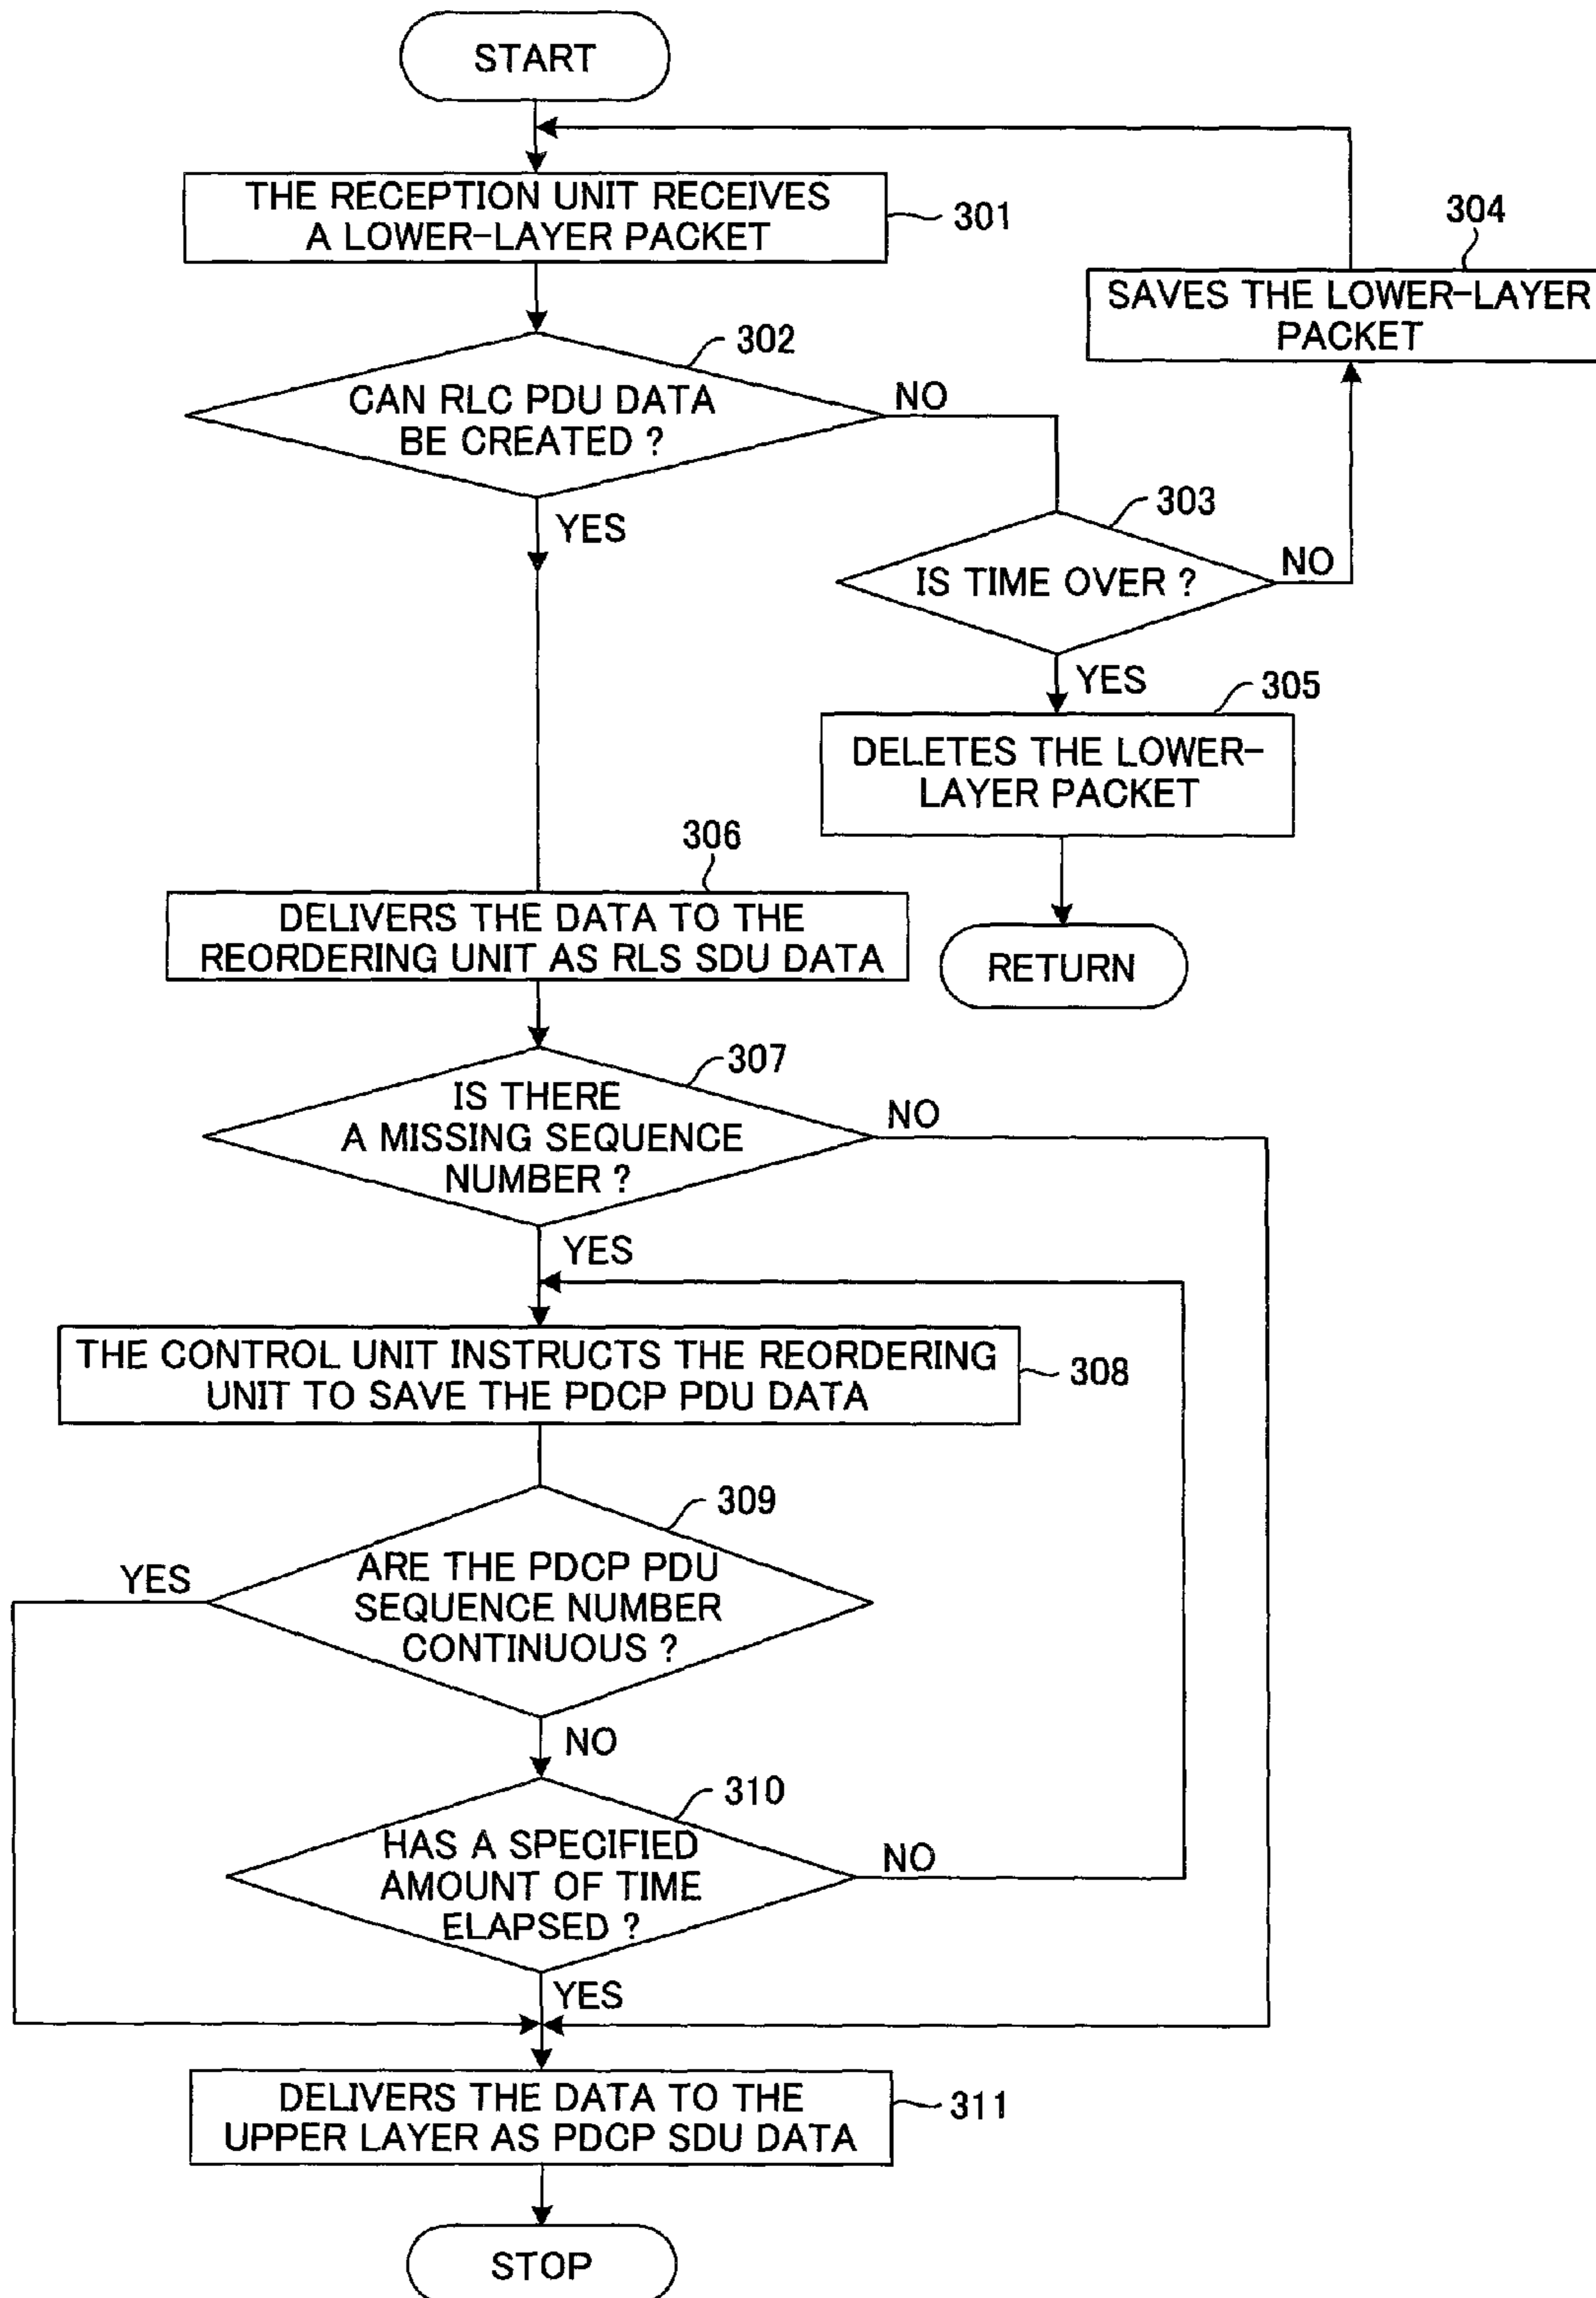 START
THE RECEPTION UNIT RECEIVES
A LOWER-LAYER PACKET
301
304
SAVES THE LOWER-LAYER
PACKET
302
CAN RLC PDU DATA
BE CREATED ?
NO
YES
303
IS TIME OVER ?
NO
YES
305
DELETES THE LOWER-
LAYER PACKET
RETURN
306
DELIVERS THE DATA TO THE
REORDERING UNIT AS RLS SDU DATA
307
IS THERE
A MISSING SEQUENCE
NUMBER ?
NO
YES
THE CONTROL UNIT INSTRUCTS THE REORDERING
UNIT TO SAVE THE PDCP PDU DATA
308
309
ARE THE PDCP PDU
SEQUENCE NUMBER
CONTINUOUS ?
YES
NO
310
HAS A SPECIFIED
AMOUNT OF TIME
ELAPSED ?
NO
YES
DELIVERS THE DATA TO THE
UPPER LAYER AS PDCP SDU DATA
311
STOP